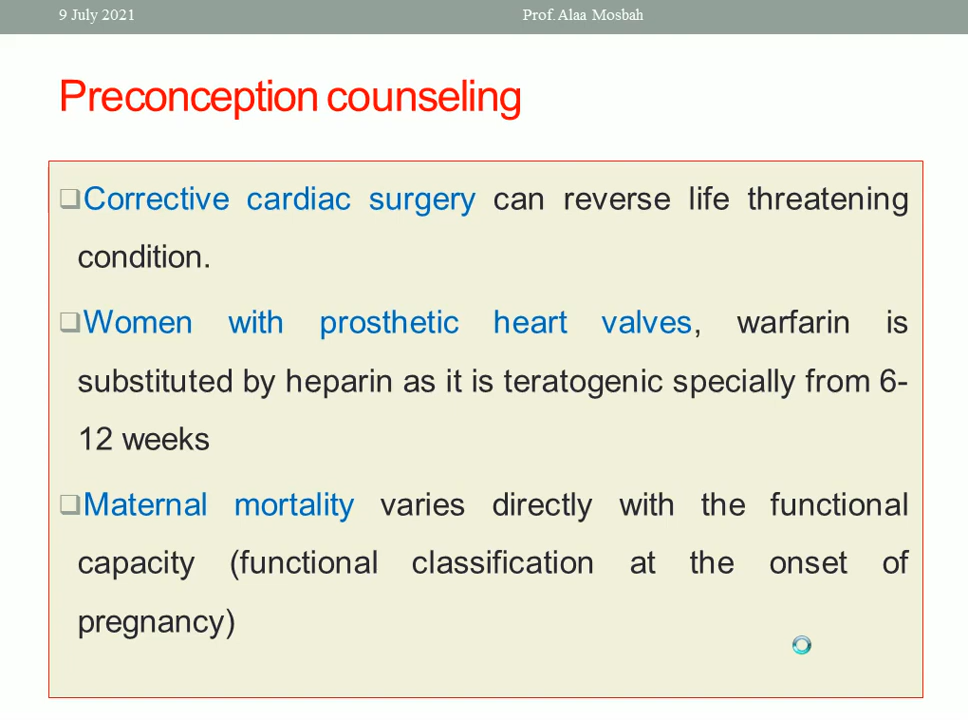 9 July 2021 Prof. Alaa Mosbah
Preconception counseling
Corrective cardiac surgery can reverse life threatening
condition.
Women with prosthetic heart valves, warfarin is
substituted by heparin as it is teratogenic specially from 6-
12 weeks
Maternal mortality varies directly with the functional
capacity (functional classification at the onset of
pregnancy)